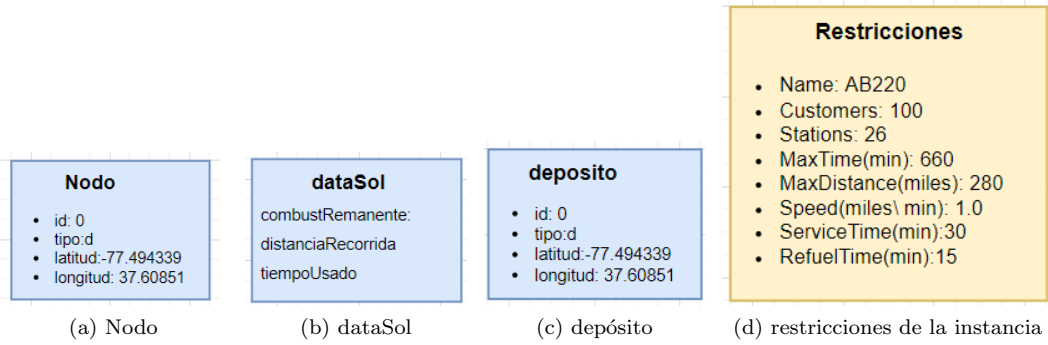 Nodo
• id: 0
• tipo:d
• latitud:-77.494339
• longitud: 37.60851
(a) Nodo
dataSol
combustRemanente:
distanciaRecorrida
tiempoUsado
(b) dataSol
deposito
• id: 0
• tipo:d
• latitud:-77.494339
• longitud: 37.60851
(c) depósito
Restricciones
• Name: AB220
• Customers: 100
• Stations: 26
• MaxTime(min): 660
• MaxDistance(miles): 280
• Speed(miles\ min): 1.0
• ServiceTime(min):30
• RefuelTime(min):15
(d) restricciones de la instancia